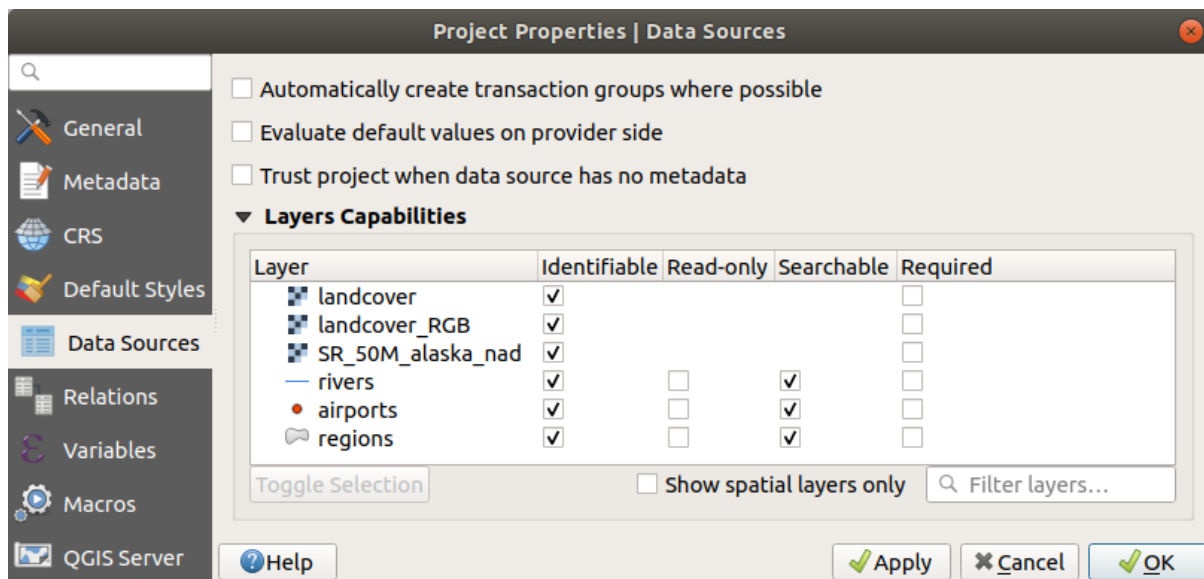 Project Properties | Data Sources
General
Metadata
CRS
Default Styles
Data Sources
Relations
Variables
Macros
QGIS Server
Automatically create transaction groups where possible
Evaluate default values on provider side
Trust project when data source has no metadata
Layers Capabilities
Layer Identifiable Read-only Searchable Required
landcover
landcover_RGB
SR_50M_alaska_nad
rivers
airports
regions
Toggle Selection Show spatial layers only Filter layers...
Help Apply Cancel OK